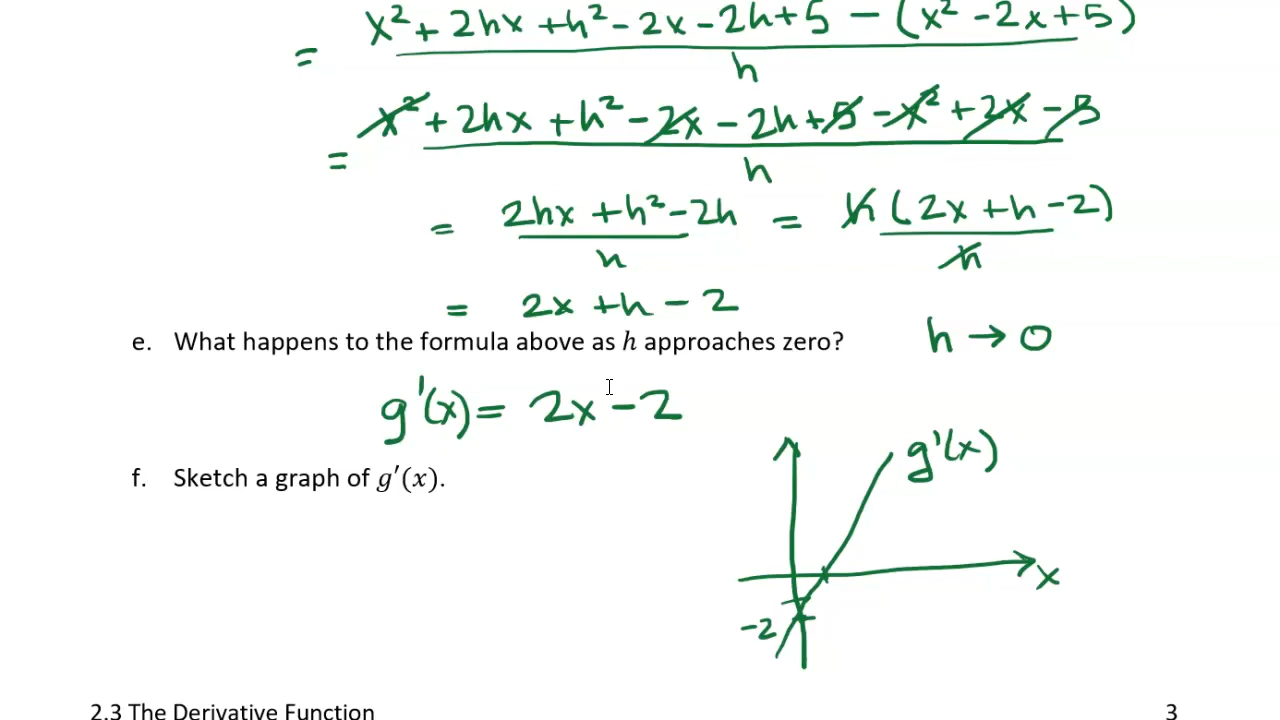 = x² + 2hx + h² - 2x - 2h + 5 - (x² - 2x + 5) / h
= x² + 2hx + h² - 2x - 2h + 5 - x² + 2x - 5 / h
= 2hx + h² - 2h / h = h(2x + h - 2) / h
= 2x + h - 2
e. What happens to the formula above as h approaches zero? h → 0
g'(x) = 2x - 2
g'(x)
f. Sketch a graph of g′(x).
x
-2
2.3 The Derivative Function 3